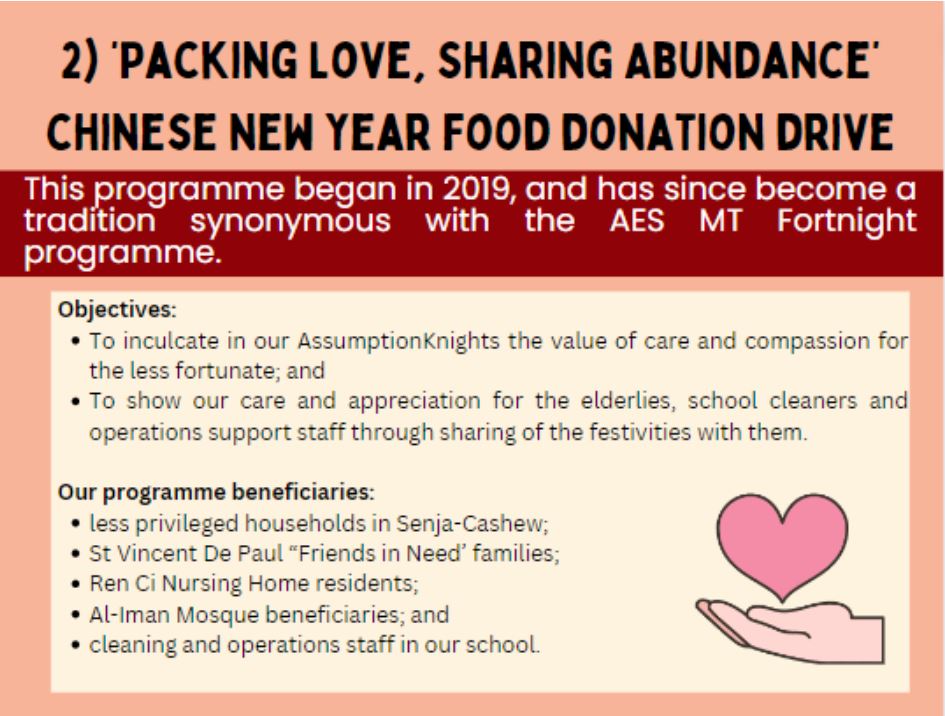 2) 'PACKING LOVE, SHARING ABUNDANCE'
CHINESE NEW YEAR FOOD DONATION DRIVE
This programme began in 2019, and has since become a
tradition synonymous with the AES MT Fortnight
programme.
Objectives:
• To inculcate in our AssumptionKnights the value of care and compassion for
the less fortunate; and
• To show our care and appreciation for the elderlies, school cleaners and
operations support staff through sharing of the festivities with them.
Our programme beneficiaries:
• less privileged households in Senja-Cashew;
• St Vincent De Paul “Friends in Need’ families;
• Ren Ci Nursing Home residents;
• Al-Iman Mosque beneficiaries; and
• cleaning and operations staff in our school.